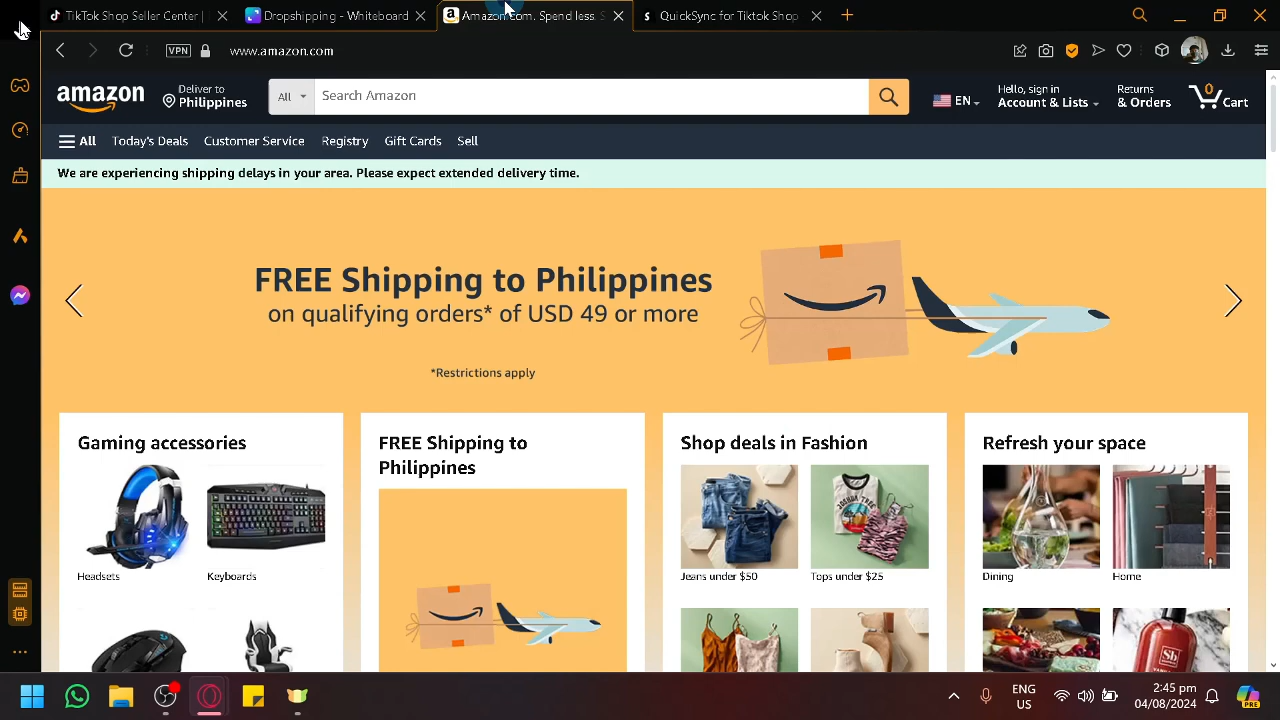 TikTok Shop Seller Center
Dropshipping - Whiteboard
Amazon.com. Spend less. S
QuickSync for Tiktok Shop
VPN
www.amazon.com
amazon
Deliver to
Philippines
All
Search Amazon
EN
Hello, sign in
Account & Lists
Returns
& Orders
0
Cart
All
Today's Deals
Customer Service
Registry
Gift Cards
Sell
We are experiencing shipping delays in your area. Please expect extended delivery time.
FREE Shipping to Philippines
on qualifying orders* of USD 49 or more
*Restrictions apply
Gaming accessories
Headsets
Keyboards
FREE Shipping to
Philippines
Shop deals in Fashion
Jeans under $50
Tops under $25
Refresh your space
Dining
Home
ENG
US
2:45 pm
04/08/2024
PRE